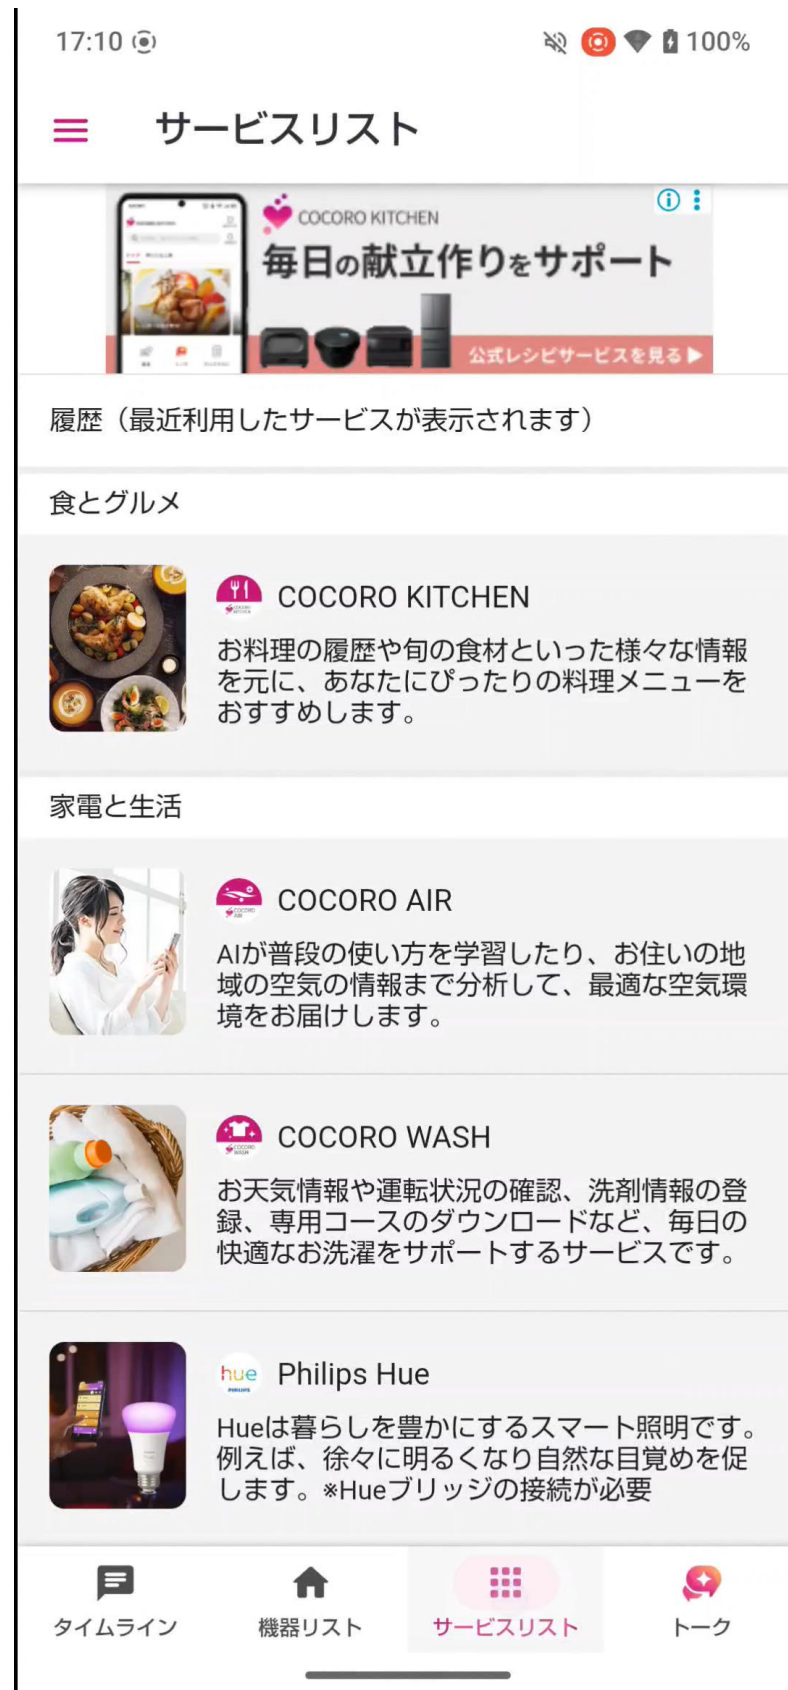 17:10
100%
サービスリスト
COCORO KITCHEN
毎日の献立作りをサポート
公式レシピサービスを見る▶
履歴（最近利用したサービスが表示されます）
食とグルメ
COCORO KITCHEN
お料理の履歴や旬の食材といった様々な情報
を元に、あなたにぴったりの料理メニューを
おすすめします。
家電と生活
COCORO AIR
AIが普段の使い方を学習したり、お住いの地
域の空気の情報まで分析して、最適な空気環
境をお届けします。
COCORO WASH
お天気情報や運転状況の確認、洗剤情報の登
録、専用コースのダウンロードなど、毎日の
快適なお洗濯をサポートするサービスです。
hue
PHILIPS
Philips Hue
Hueは暮らしを豊かにするスマート照明です。
例えば、徐々に明るくなり自然な目覚めを促
します。※Hueブリッジの接続が必要
タイムライン
機器リスト
サービスリスト
トーク